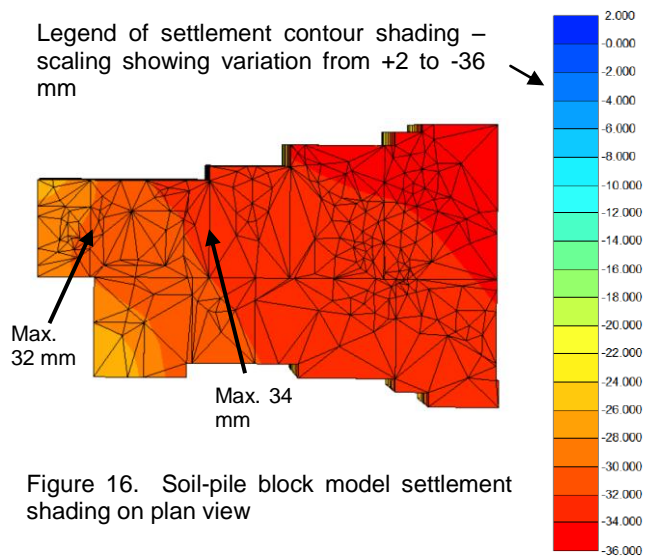 Legend of settlement contour shading –
scaling showing variation from +2 to -36
mm
2.000
-0.000
-2.000
-4.000
-6.000
-8.000
-10.000
-12.000
-14.000
-16.000
-18.000
-20.000
-22.000
-24.000
-26.000
-28.000
-30.000
-32.000
-34.000
-36.000
Max.
32 mm
Max. 34
mm
Figure 16. Soil-pile block model settlement
shading on plan view